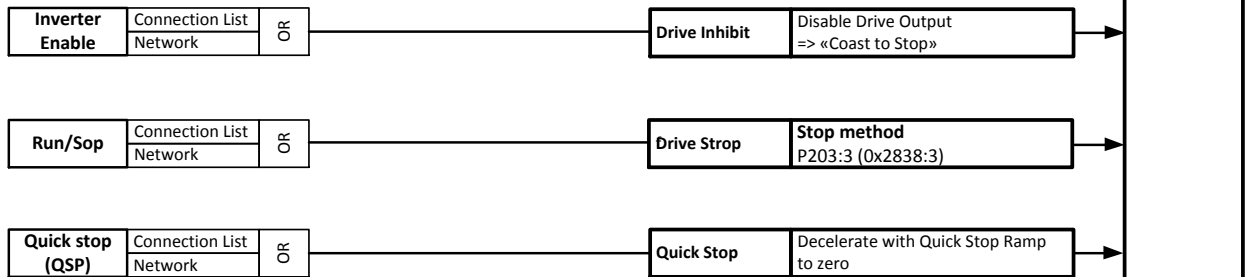 Inverter Enable
Connection List
Network
OR
Drive Inhibit
Disable Drive Output
=> «Coast to Stop»
Run/Sop
Connection List
Network
OR
Drive Strop
Stop method
P203:3 (0x2838:3)
Quick stop
(QSP)
Connection List
Network
OR
Quick Stop
Decelerate with Quick Stop Ramp
to zero